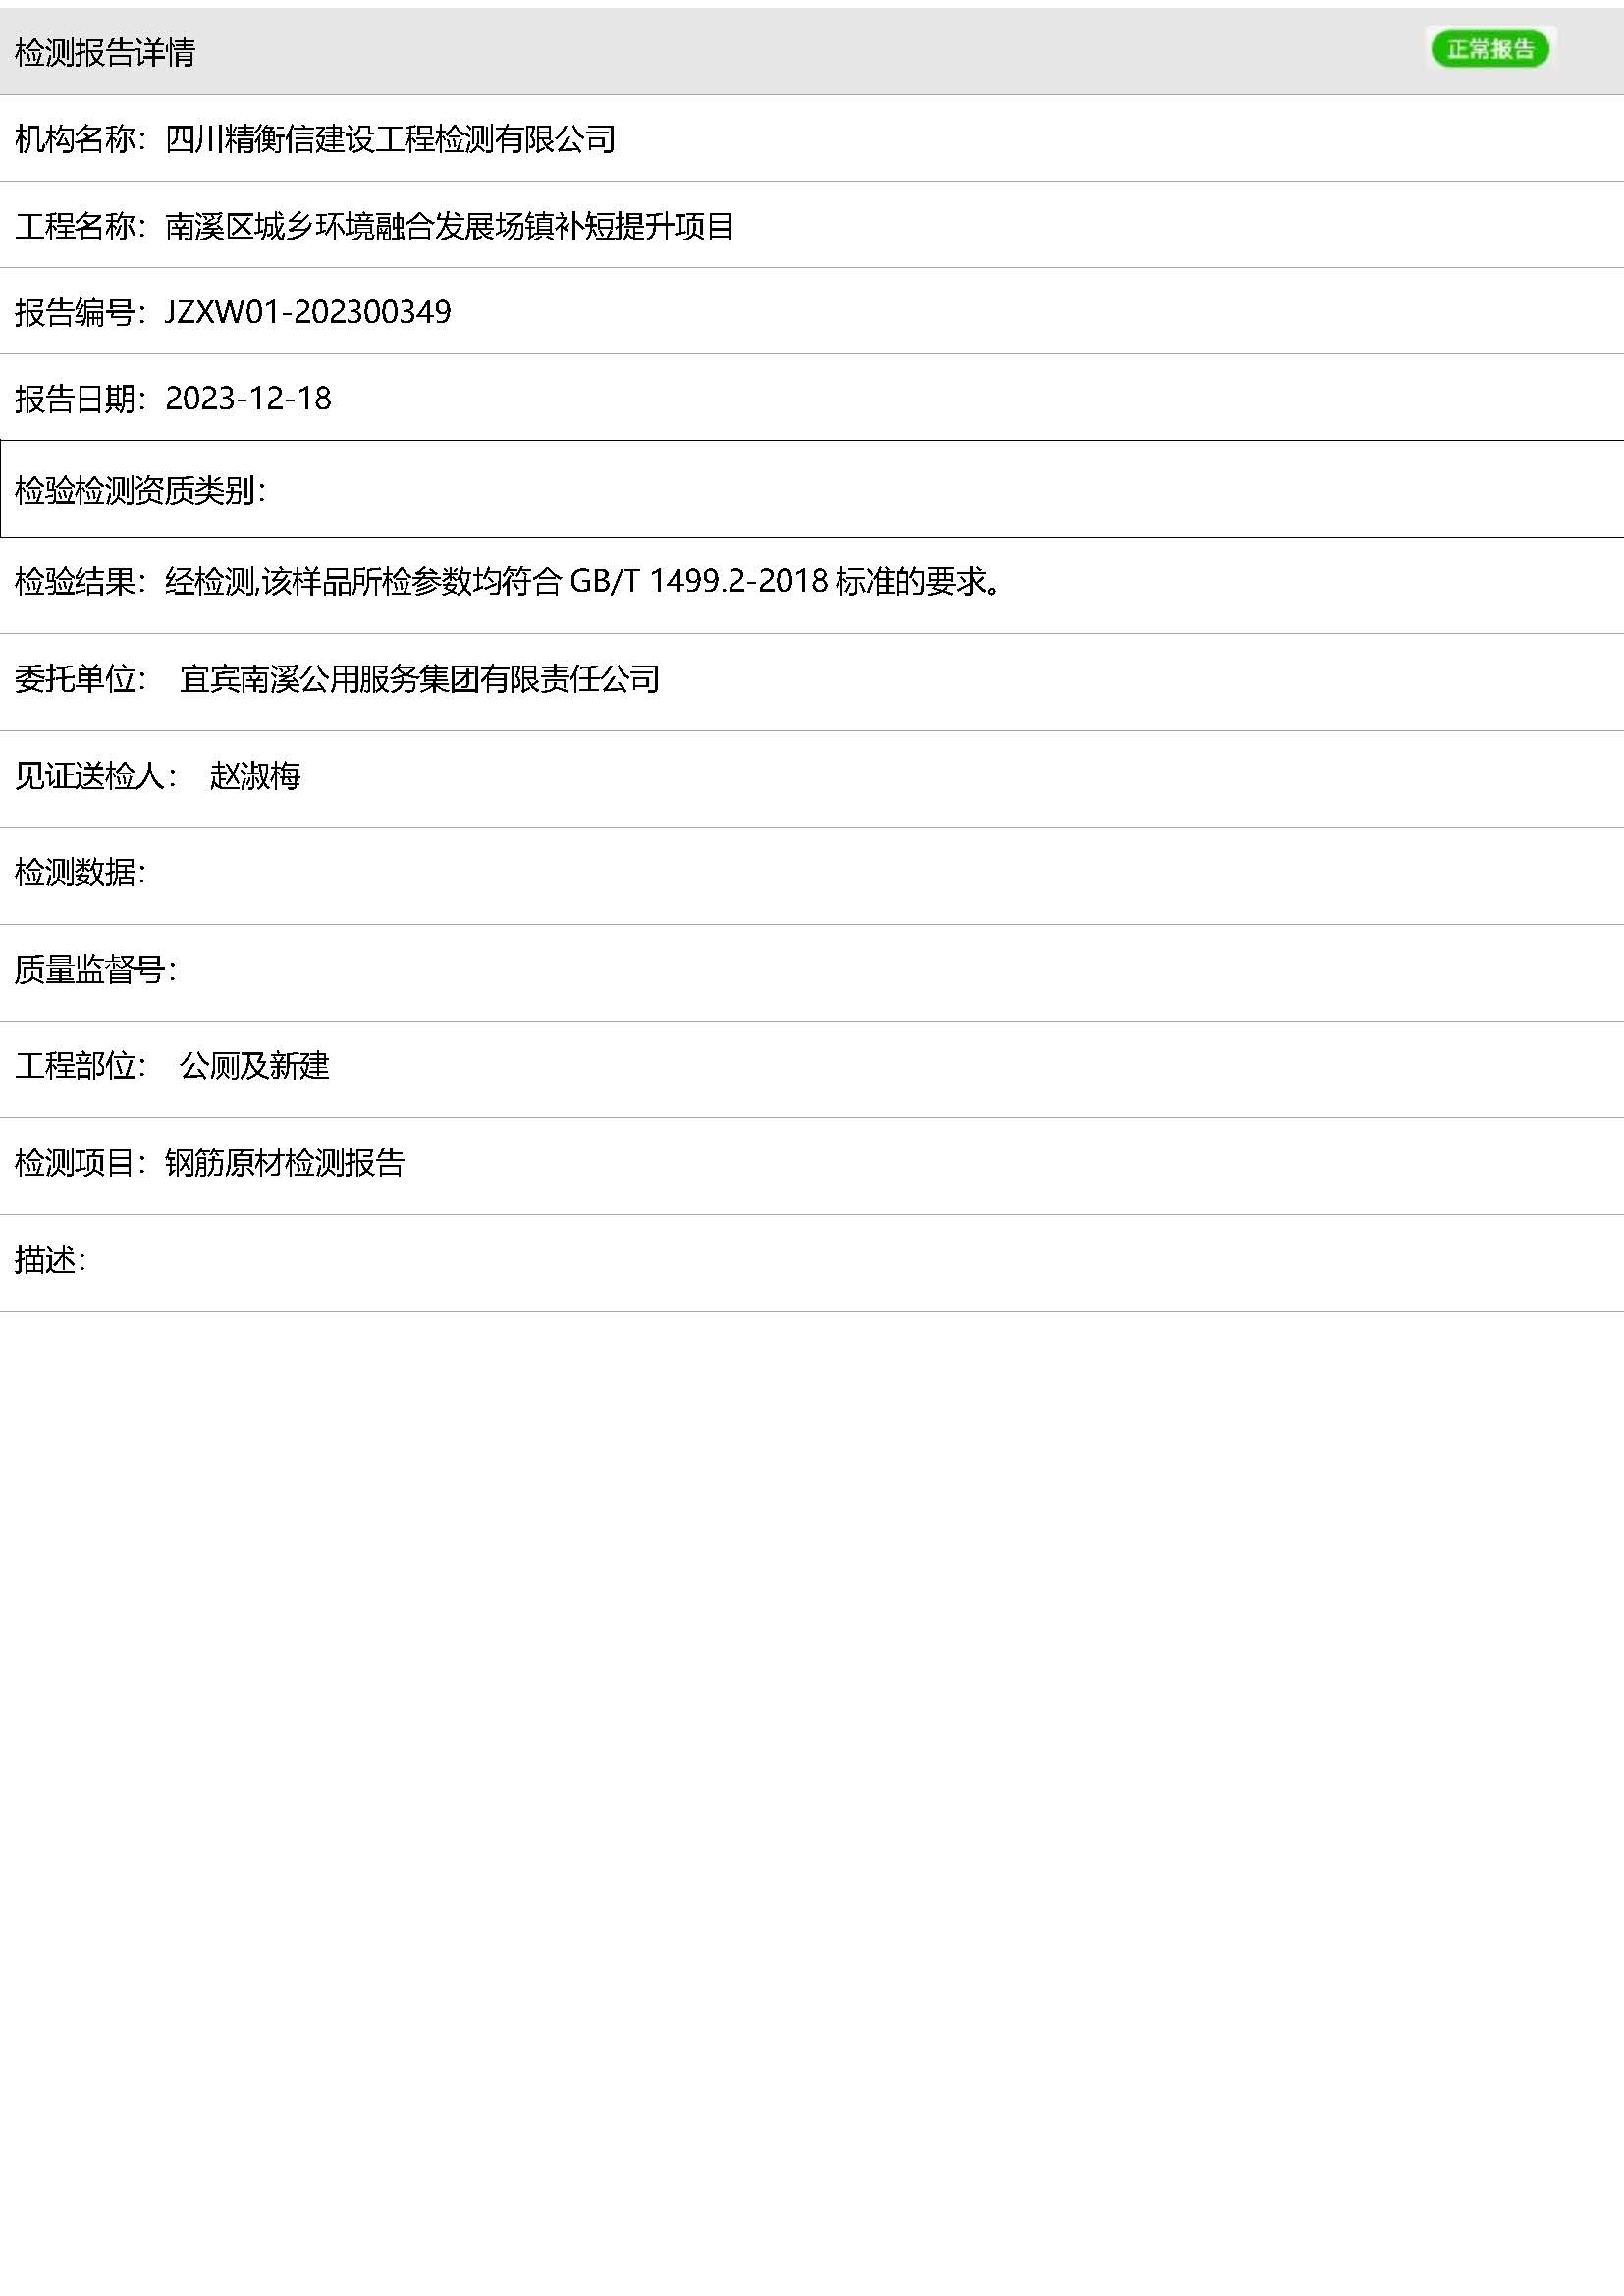 检测报告详情 正常报告
机构名称：四川精衡信建设工程检测有限公司
工程名称：南溪区城乡环境融合发展场镇补短提升项目
报告编号：JZXW01-202300349
报告日期：2023-12-18
检验检测资质类别：
检验结果：经检测,该样品所检参数均符合 GB/T 1499.2-2018 标准的要求。
委托单位： 宜宾南溪公用服务集团有限责任公司
见证送检人： 赵淑梅
检测数据：
质量监督号：
工程部位： 公厕及新建
检测项目：钢筋原材检测报告
描述：